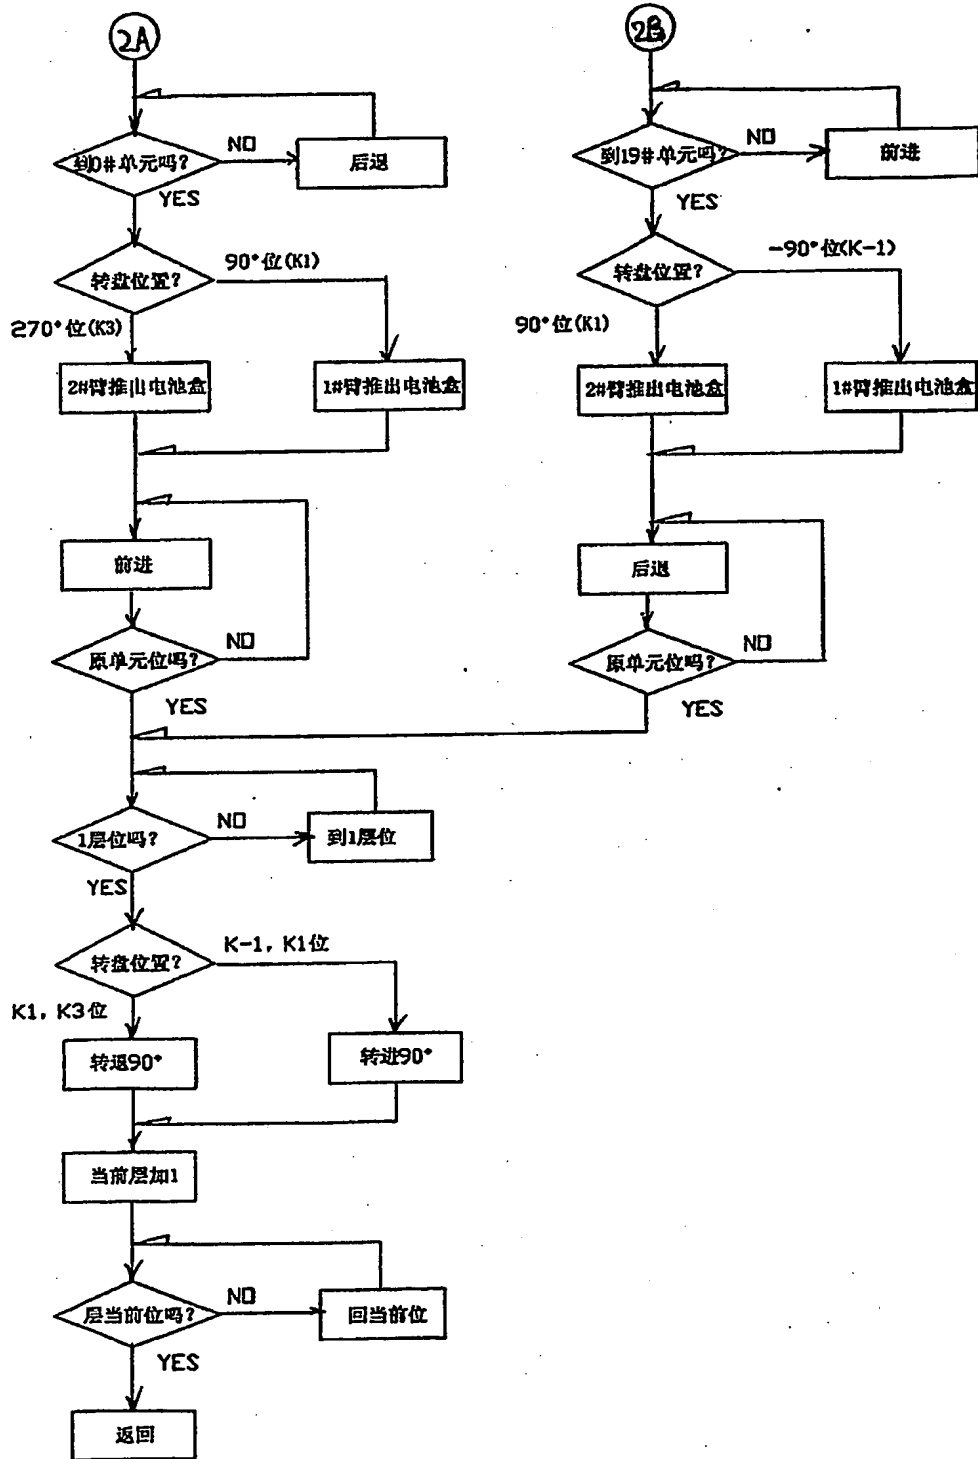 2A
2B
到0#单元吗?
NO
后退
YES
转盘位置?
90°位(K1)
270°位(K3)
2#臂推出电池盒
1#臂推出电池盒
前进
原单元位吗?
NO
YES
到19#单元吗?
NO
前进
YES
转盘位置?
-90°位(K-1)
90°位(K1)
2#臂推出电池盒
1#臂推出电池盒
后退
原单元位吗?
NO
YES
1层位吗?
NO
到1层位
YES
转盘位置?
K-1, K1位
K1, K3位
转退90°
转进90°
当前层加1
层当前位吗?
NO
回当前位
YES
返回